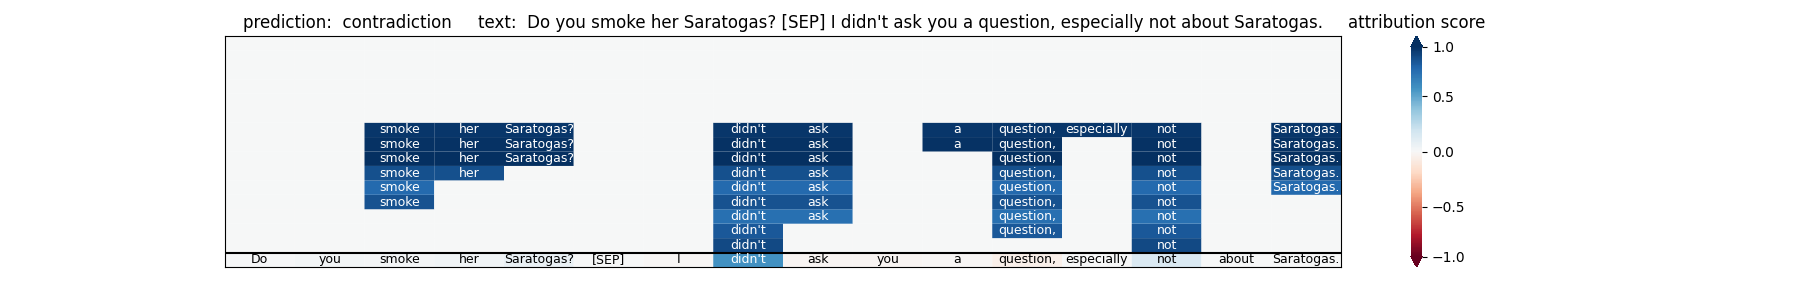 prediction: contradiction text: Do you smoke her Saratogas? [SEP] I didn't ask you a question, especially not about Saratogas. attribution score
1.0
smoke her Saratogas? didn't ask a question, especially not Saratogas.
smoke her Saratogas? didn't ask a question, not Saratogas.
smoke her Saratogas? didn't ask question, not Saratogas.
0.5
0.0
smoke her didn't ask question, not Saratogas.
smoke didn't ask question, not Saratogas.
smoke didn't ask question, not
−0.5
didn't ask question, not
didn't question, not
didn't not
−1.0
Do you smoke her Saratogas? [SEP] I didn't ask you a question, especially not about Saratogas.